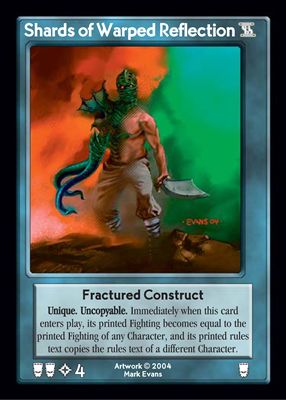 Shards of Warped Reflection
EVANS 04
Fractured Construct
Unique. Uncopyable. Immediately when this card
enters play, its printed Fighting becomes equal to the
printed Fighting of any Character, and its printed rules
text copies the rules text of a different Character.
4
Artwork © 2004
Mark Evans